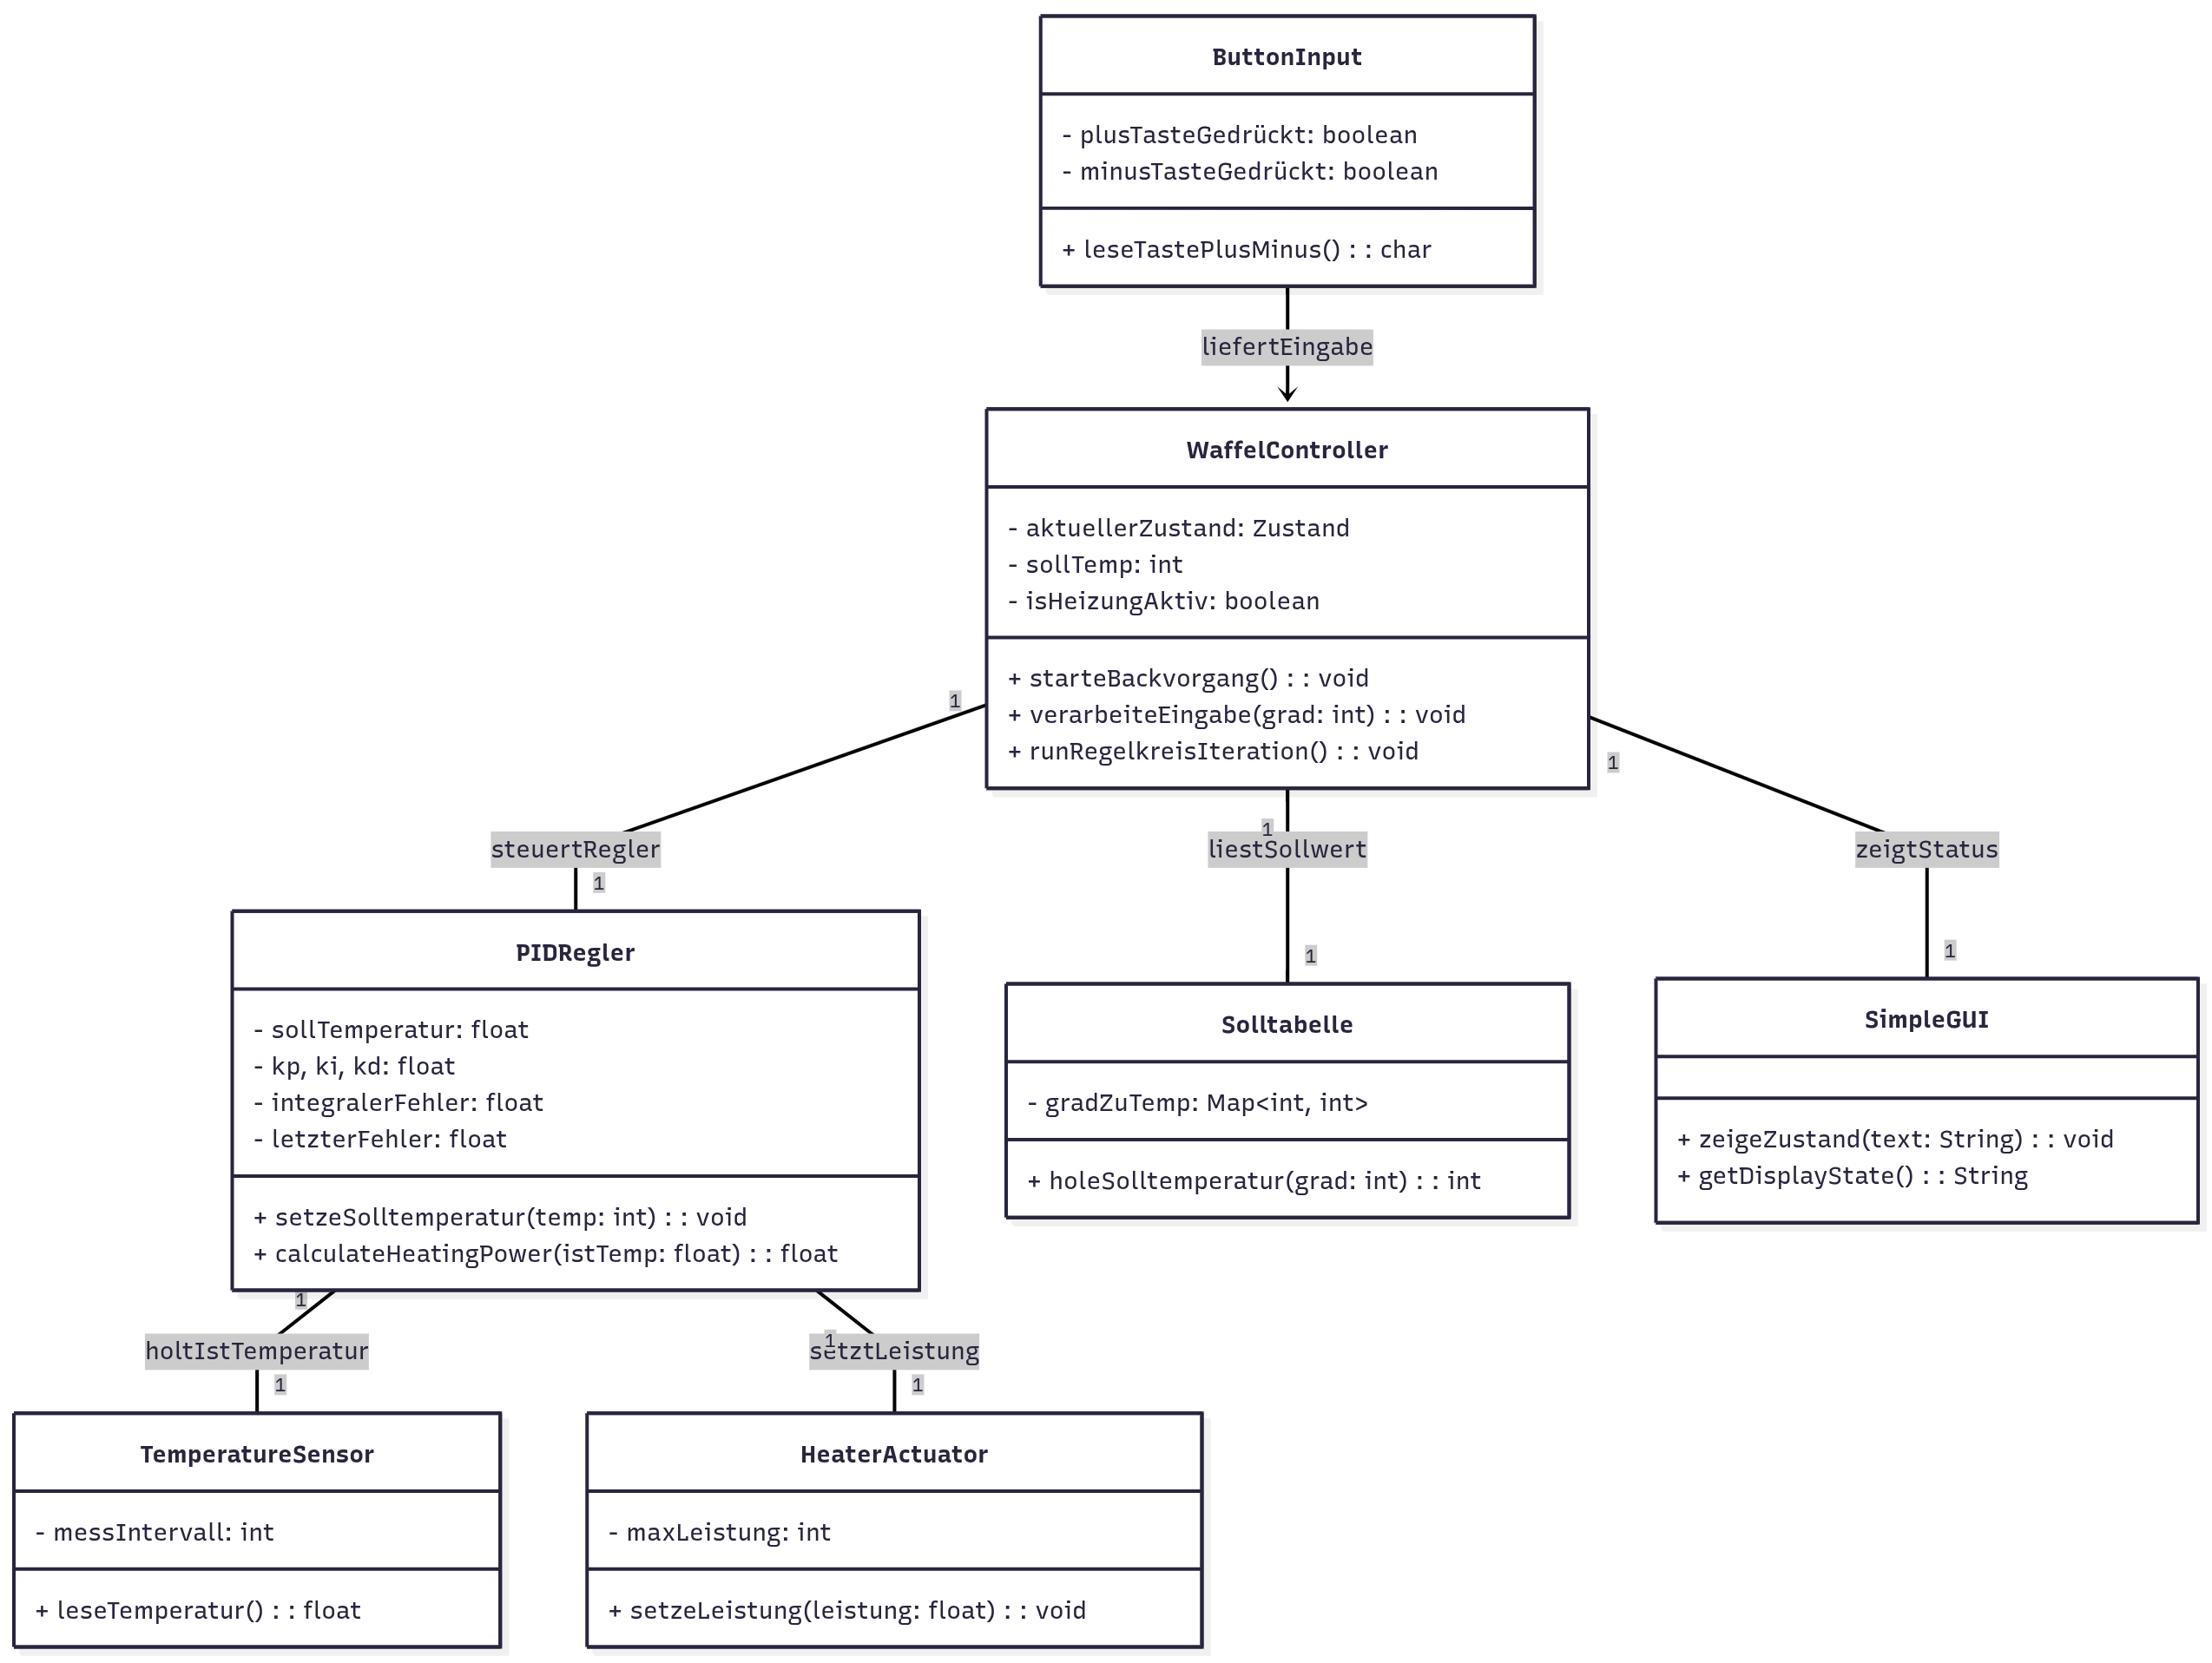 ButtonInput
- plusTasteGedrückt: boolean
- minusTasteGedrückt: boolean
+ leseTastePlusMinus() : : char
liefertEingabe
WaffelController
- aktuellerZustand: Zustand
- sollTemp: int
- isHeizungAktiv: boolean
+ starteBackvorgang() : : void
+ verarbeiteEingabe(grad: int) : : void
+ runRegelkreisIteration() : : void
1
1
1
steuertRegler
liestSollwert
zeigtStatus
1
1
1
PIDRegler
- sollTemperatur: float
- kp, ki, kd: float
- integralerFehler: float
- letzterFehler: float
+ setzeSolltemperatur(temp: int) : : void
+ calculateHeatingPower(istTemp: float) : : float
Solltabelle
- gradZuTemp: Map<int, int>
+ holeSolltemperatur(grad: int) : : int
SimpleGUI
+ zeigeZustand(text: String) : : void
+ getDisplayState() : : String
1
1
holtIstTemperatur
setztLeistung
1
1
TemperatureSensor
- messIntervall: int
+ leseTemperatur() : : float
HeaterActuator
- maxLeistung: int
+ setzeLeistung(leistung: float) : : void